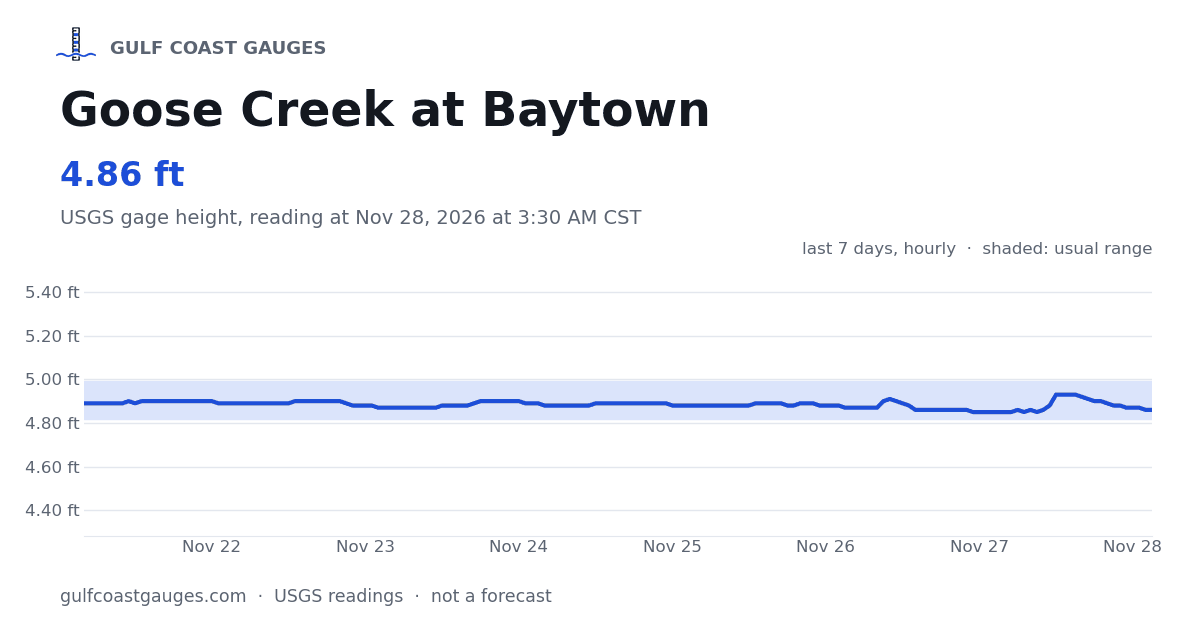 GULF COAST GAUGES
Goose Creek at Baytown
4.86 ft
USGS gage height, reading at Nov 28, 2026 at 3:30 AM CST
last 7 days, hourly · shaded: usual range
5.40 ft
5.20 ft
5.00 ft
4.80 ft
4.60 ft
4.40 ft
Nov 22 Nov 23 Nov 24 Nov 25 Nov 26 Nov 27 Nov 28
gulfcoastgauges.com · USGS readings · not a forecast